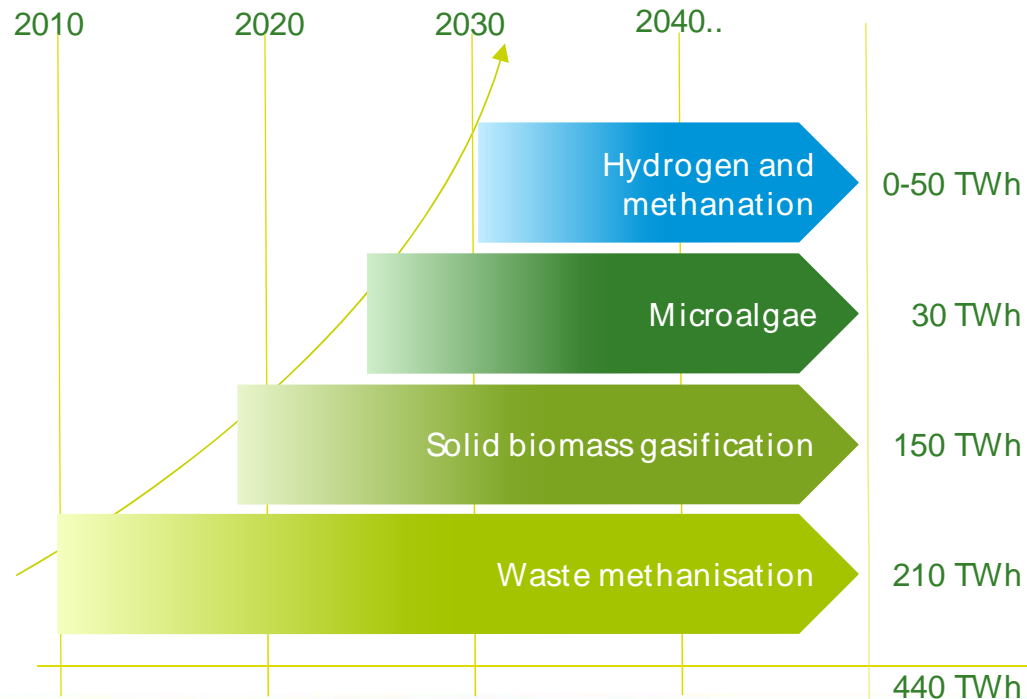 2010 2020 2030 2040..
Hydrogen and
methanation
0-50 TWh
Microalgae
30 TWh
Solid biomass gasification
150 TWh
Waste methanisation
210 TWh
440 TWh